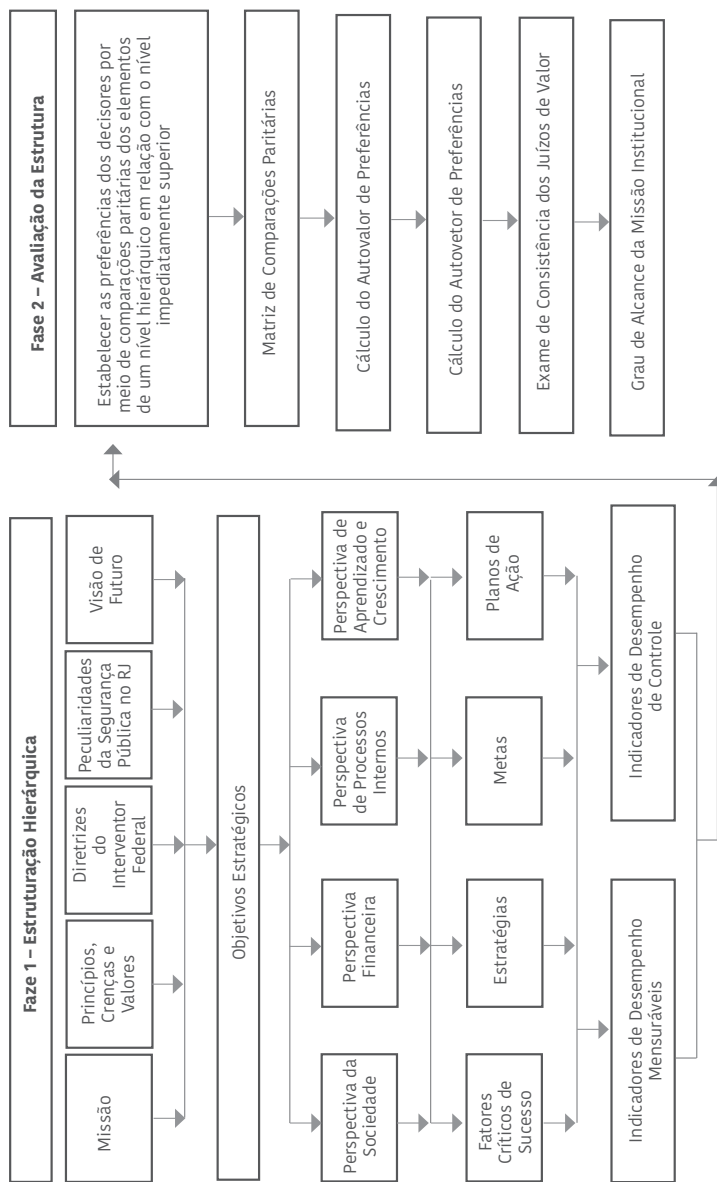 Faze 1 – Estruturação Hierárquica
Missão
Princípios,
Crenças e
Valores
Diretrizes
do
Interventor
Federal
Peculiaridades
da Segurança
Pública no RJ
Visão de
Futuro
Objetivos Estratégicos
Perspectiva da
Sociedade
Perspectiva
Financeira
Perspectiva
de Processos
Internos
Perspectiva de
Aprendizado e
Crescimento
Fatores
Críticos de
Sucesso
Estratégias
Metas
Planos de
Ação
Indicadores de Desempenho
Mensuráveis
Indicadores de Desempenho
de Controle
Fase 2 – Avaliação da Estrutura
Estabelecer as preferências dos decisores por
meio de comparações paritárias dos elementos
de um nível hierárquico em relação com o nível
impediatamente superior
Matriz de Comparações Paritárias
Cálculo do Autovalor de Preferências
Cálculo do Autovetor de Preferências
Exame de Consistência dos Juízos de Valor
Grau de Alcance da Missão Institucional